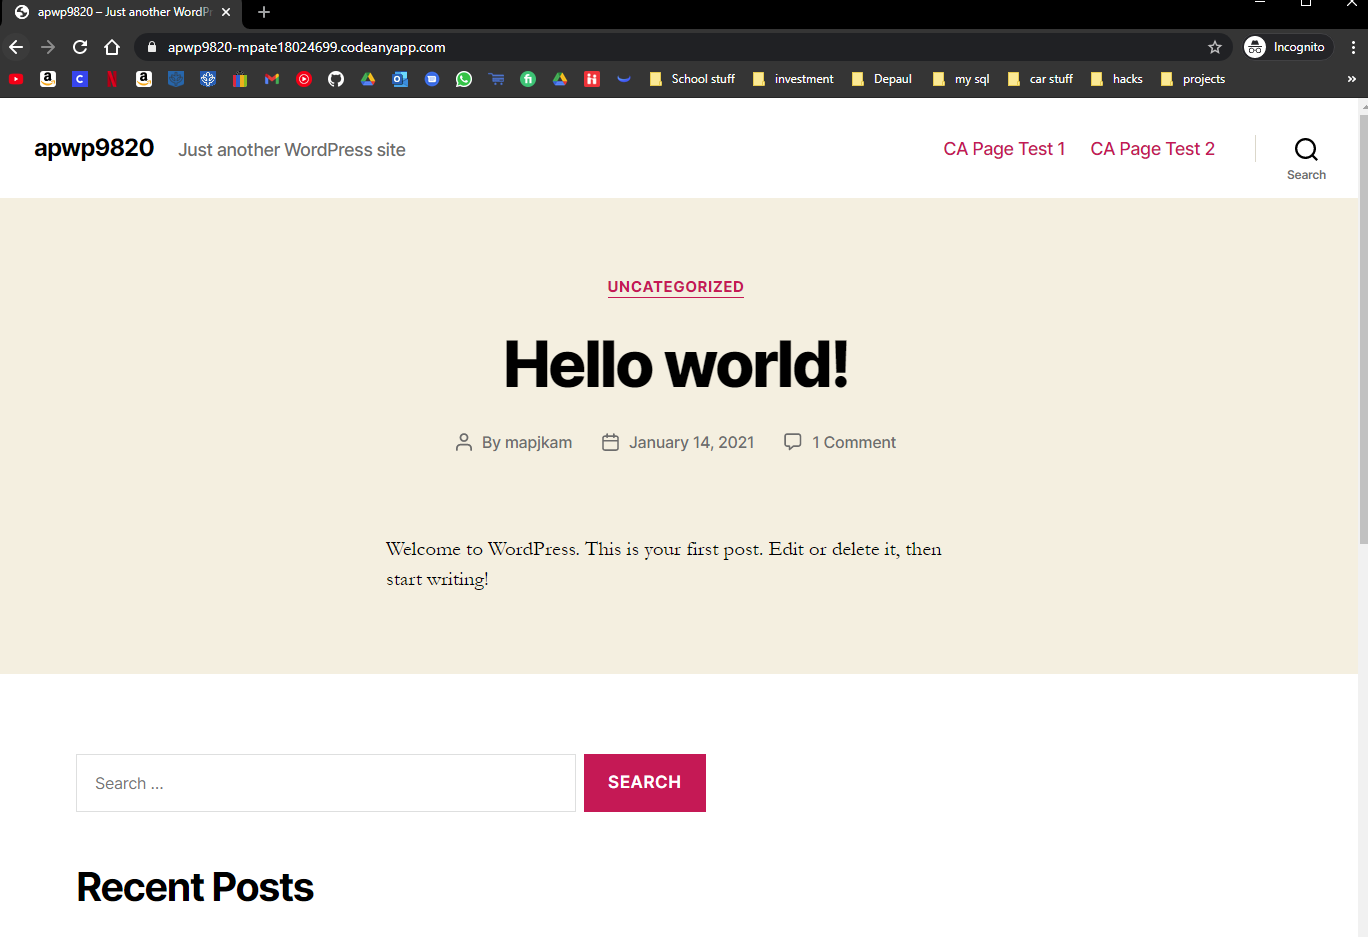 apwp9820 – Just another WordPr
apwp9820-mpate18024699.codeanyapp.com
Incognito
School stuff
investment
Depaul
my sql
car stuff
hacks
projects
apwp9820
Just another WordPress site
CA Page Test 1
CA Page Test 2
Search
UNCATEGORIZED
Hello world!
By mapjkam
January 14, 2021
1 Comment
Welcome to WordPress. This is your first post. Edit or delete it, then
start writing!
Search …
SEARCH
Recent Posts